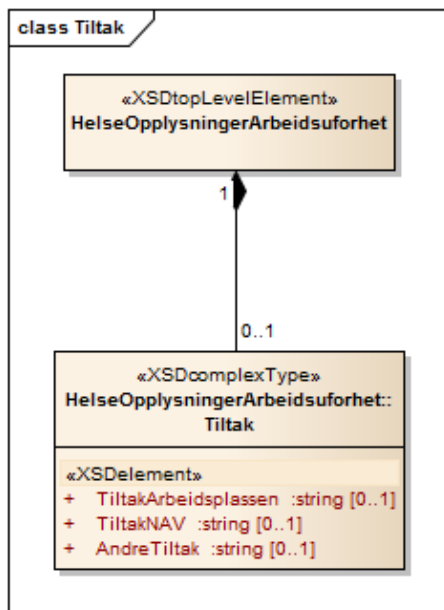 class Tiltak
«XSDtopLevelElement»
HelseOpplysningerArbeidsuforhet
1
0..1
«XSDcomplexType»
HelseOpplysningerArbeidsuforhet::
Tiltak
«XSDelement»
+ TiltakArbeidsplassen :string [0..1]
+ TiltakNAV :string [0..1]
+ AndreTiltak :string [0..1]